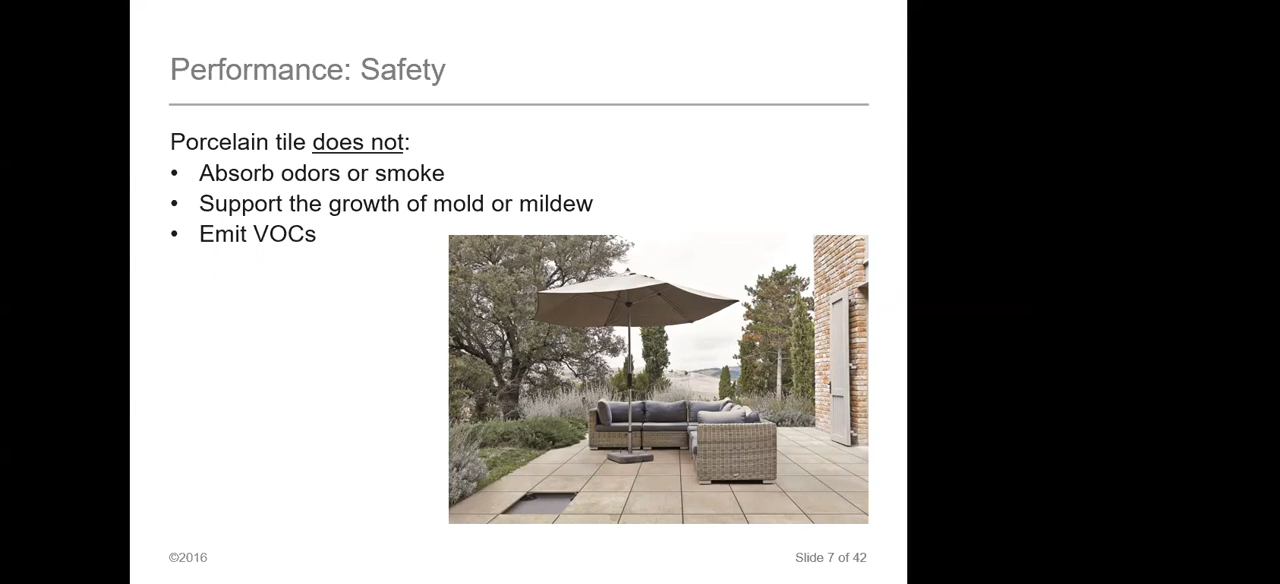 Performance: Safety
Porcelain tile does not:
• Absorb odors or smoke
• Support the growth of mold or mildew
• Emit VOCs
©2016
Slide 7 of 42